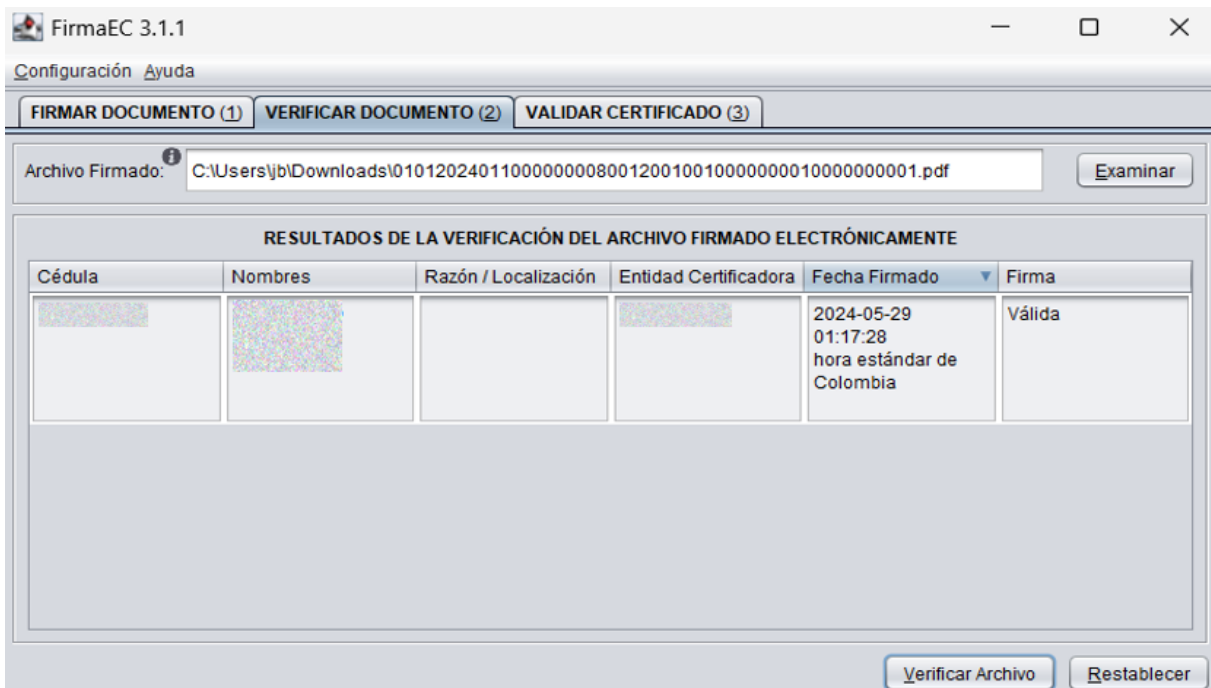 FirmaEC 3.1.1
Configuración Ayuda
FIRMAR DOCUMENTO (1) VERIFICAR DOCUMENTO (2) VALIDAR CERTIFICADO (3)
Archivo Firmado: C:\Users\jb\Downloads\0101202401100000000800120010010000000010000000001.pdf Examinar
RESULTADOS DE LA VERIFICACIÓN DEL ARCHIVO FIRMADO ELECTRÓNICAMENTE
Cédula Nombres Razón / Localización Entidad Certificadora Fecha Firmado Firma
2024-05-29 Válida
01:17:28
hora estándar de
Colombia
Verificar Archivo Restablecer